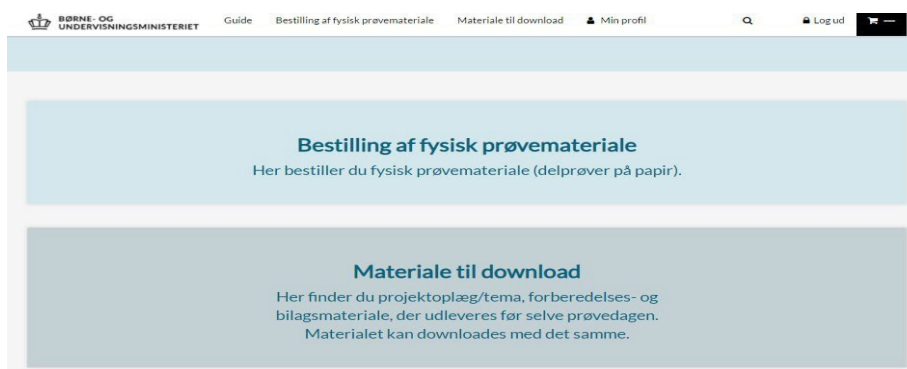 BØRNE- OG
UNDERVISNINGSMINISTERIET
Guide Bestilling af fysisk prøvemateriale Materiale til download Min profil Log ud
Bestilling af fysisk prøvemateriale
Her bestiller du fysisk prøvemateriale (delprøver på papir).
Materiale til download
Her finder du projektoplæg/tema, forberedelses- og
bilagsmateriale, der udleveres før selve prøvedagen.
Materialet kan downloades med det samme.